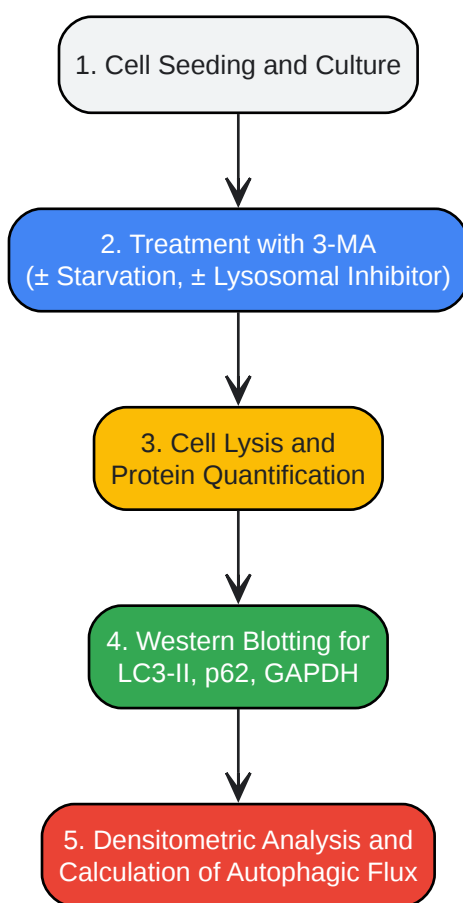 1. Cell Seeding and Culture
2. Treatment with 3-MA
(± Starvation, ± Lysosomal Inhibitor)
3. Cell Lysis and
Protein Quantification
4. Western Blotting for
LC3-II, p62, GAPDH
5. Densitometric Analysis and
Calculation of Autophagic Flux